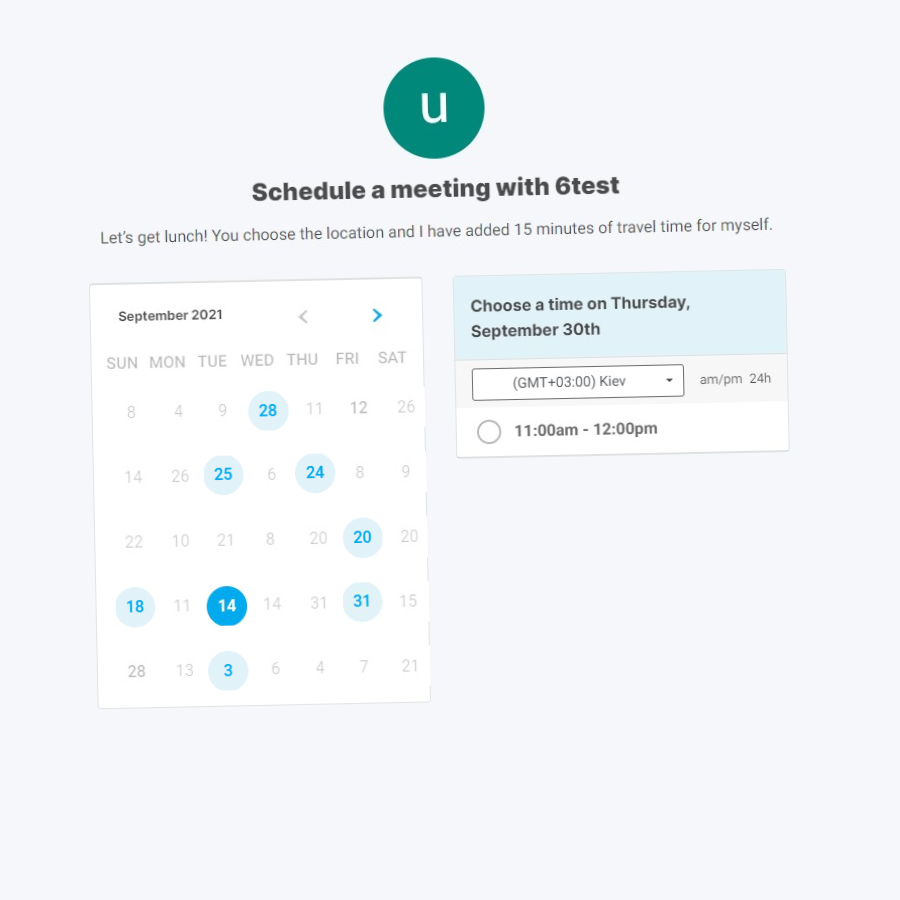 u
Schedule a meeting with 6test
Let's get lunch! You choose the location and I have added 15 minutes of travel time for myself.
September 2021
SUN MON TUE WED THU FRI SAT
8 4 9 28 11 12 26
14 26 25 6 24 8 9
22 10 21 8 20 20 20
18 11 14 14 31 31 15
28 13 3 6 4 7 21
Choose a time on Thursday,
September 30th
(GMT+03:00) Kiev am/pm 24h
11:00am - 12:00pm